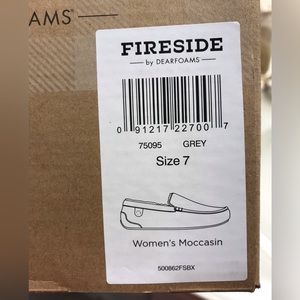 AMS
FIRESIDE
by DEARFOAMS
0 91217 22700 7
75095 GREY
Size 7
Women's Moccasin
500862FSBX